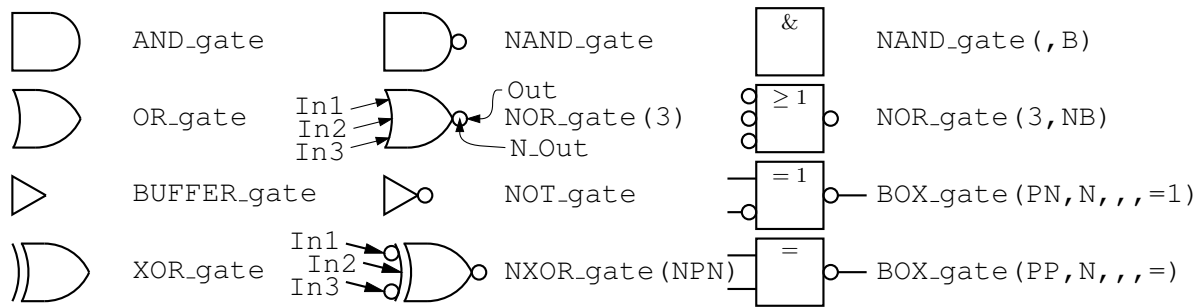 AND_gate
NAND_gate
&
NAND_gate(,B)
OR_gate
In1
In2
In3
Out
NOR_gate(3)
N_Out
≥ 1
NOR_gate(3,NB)
BUFFER_gate
NOT_gate
= 1
BOX_gate(PN,N,,,=1)
XOR_gate
In1
In2
In3
NXOR_gate(NPN)
=
BOX_gate(PP,N,,,=)